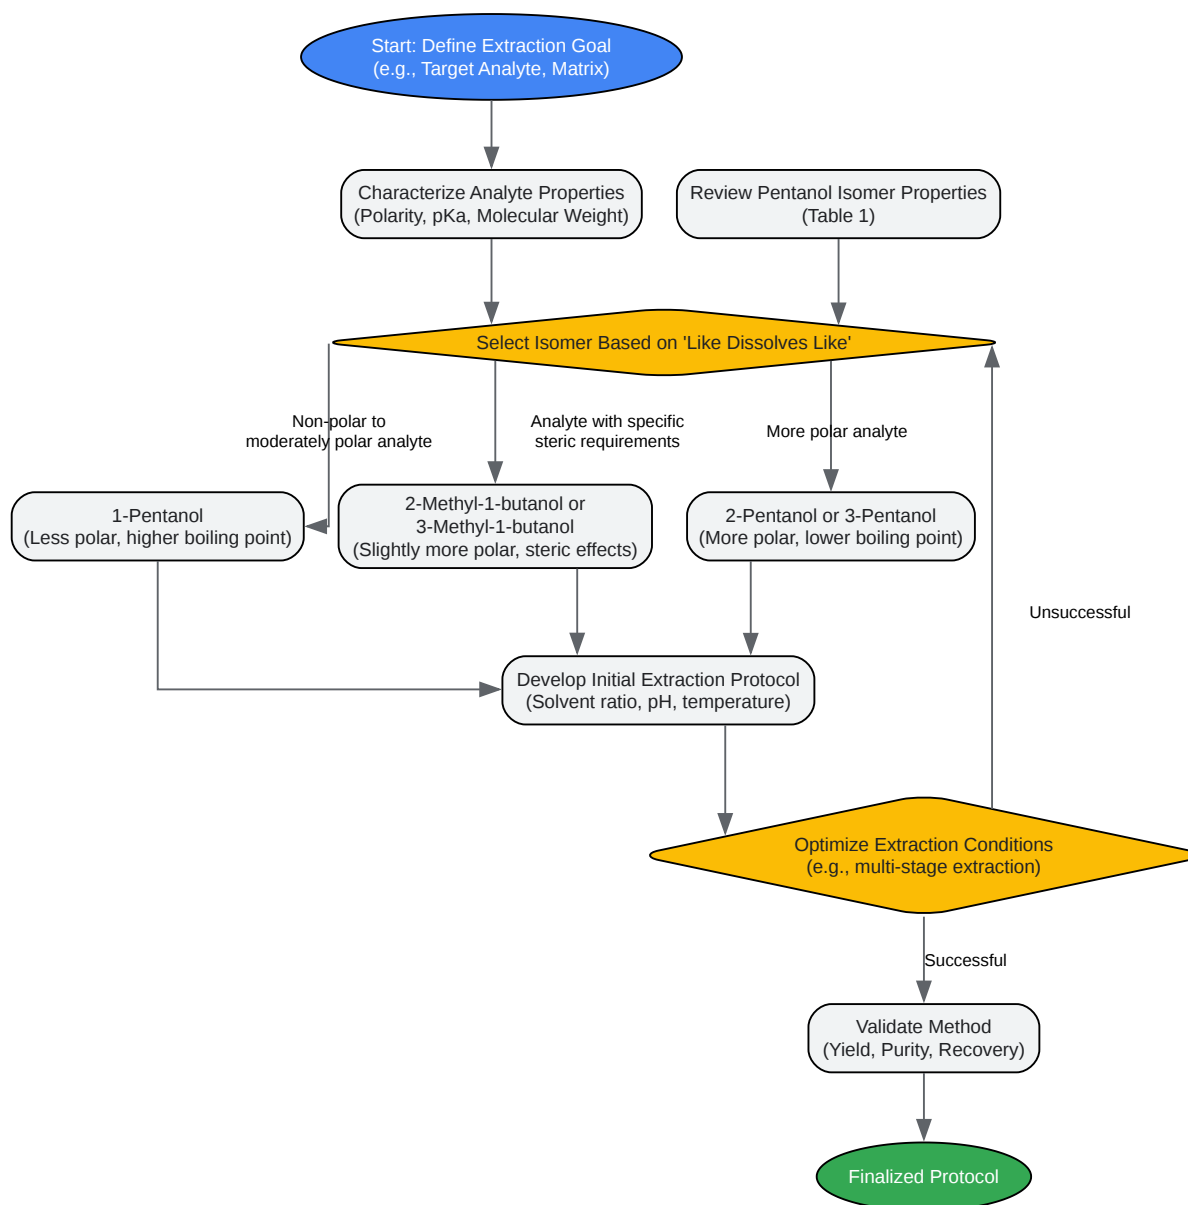 Start: Define Extraction Goal
(e.g., Target Analyte, Matrix)
Characterize Analyte Properties
(Polarity, pKa, Molecular Weight)
Review Pentanol Isomer Properties
(Table 1)
Select Isomer Based on 'Like Dissolves Like'
Non-polar to
moderately polar analyte
Analyte with specific
steric requirements
More polar analyte
1-Pentanol
(Less polar, higher boiling point)
2-Methyl-1-butanol or
3-Methyl-1-butanol
(Slightly more polar, steric effects)
2-Pentanol or 3-Pentanol
(More polar, lower boiling point)
Unsuccessful
Develop Initial Extraction Protocol
(Solvent ratio, pH, temperature)
Optimize Extraction Conditions
(e.g., multi-stage extraction)
Successful
Validate Method
(Yield, Purity, Recovery)
Finalized Protocol